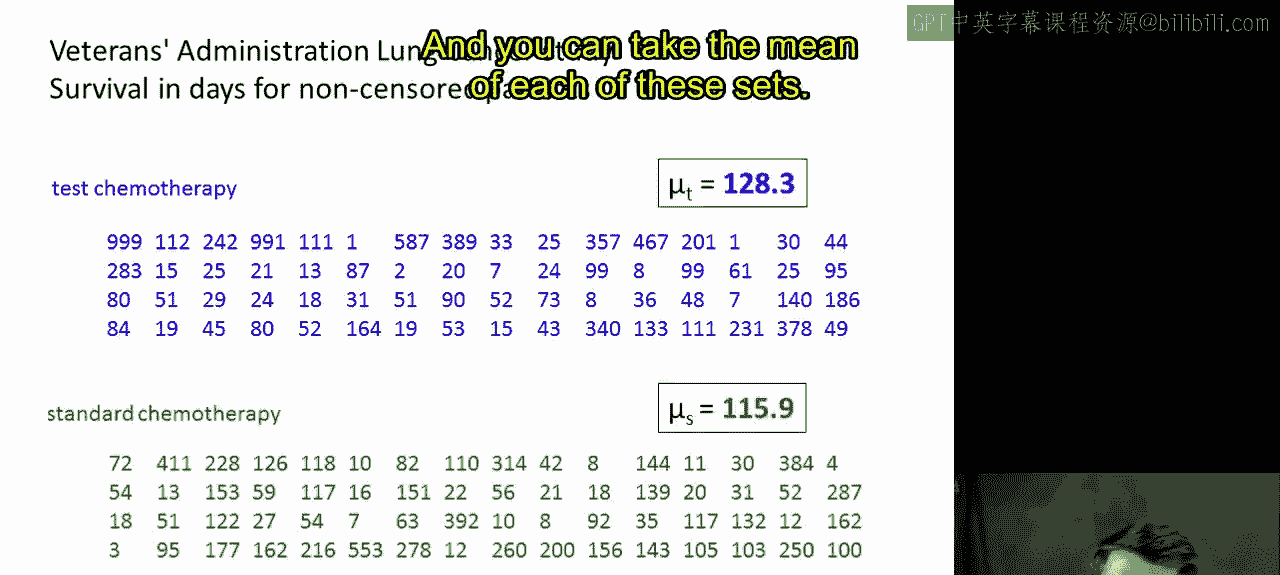 GPT中英字幕课程资源@bilibili.com
And you can take the mean
of each of these sets.
Veterans' Administration
Survival in days for non-censored
test chemotherapy
μt = 128.3
999 112 242 991 111 1 587 389 33 25 357 467 201 1 30 44
283 15 25 21 13 87 2 20 7 24 99 8 99 61 25 95
80 51 29 24 18 31 51 90 52 73 8 36 48 7 140 186
84 19 45 80 52 164 19 53 15 43 340 133 111 231 378 49
standard chemotherapy
μs = 115.9
72 411 228 126 118 10 82 110 314 42 8 144 11 30 384 4
54 13 153 59 117 16 151 22 56 21 18 139 20 31 52 287
18 51 122 27 54 7 63 392 10 8 92 35 117 132 12 162
3 95 177 162 216 553 278 12 260 200 156 143 105 103 250 100